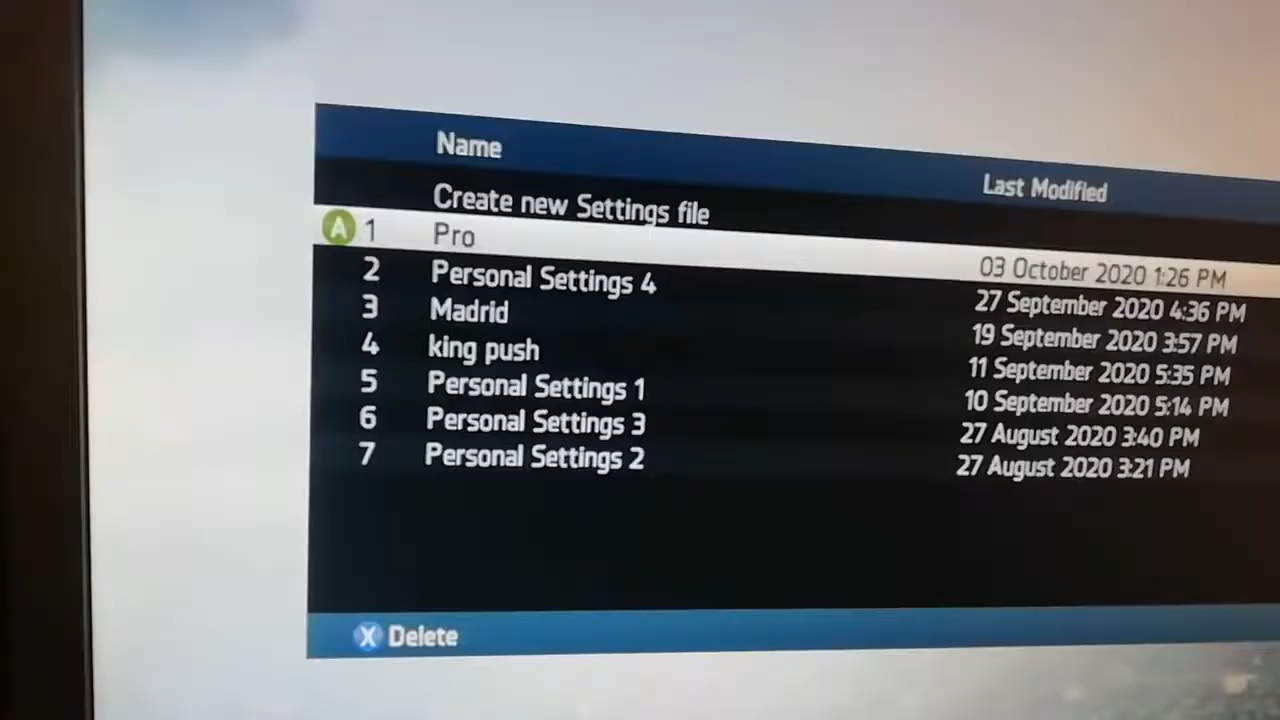 Name Last Modified
Create new Settings file
A 1 Pro 03 October 2020 1:26 PM
2 Personal Settings 4 27 September 2020 4:36 PM
3 Madrid 19 September 2020 3:57 PM
4 king push 11 September 2020 5:35 PM
5 Personal Settings 1 10 September 2020 5:14 PM
6 Personal Settings 3 27 August 2020 3:40 PM
7 Personal Settings 2 27 August 2020 3:21 PM
X Delete